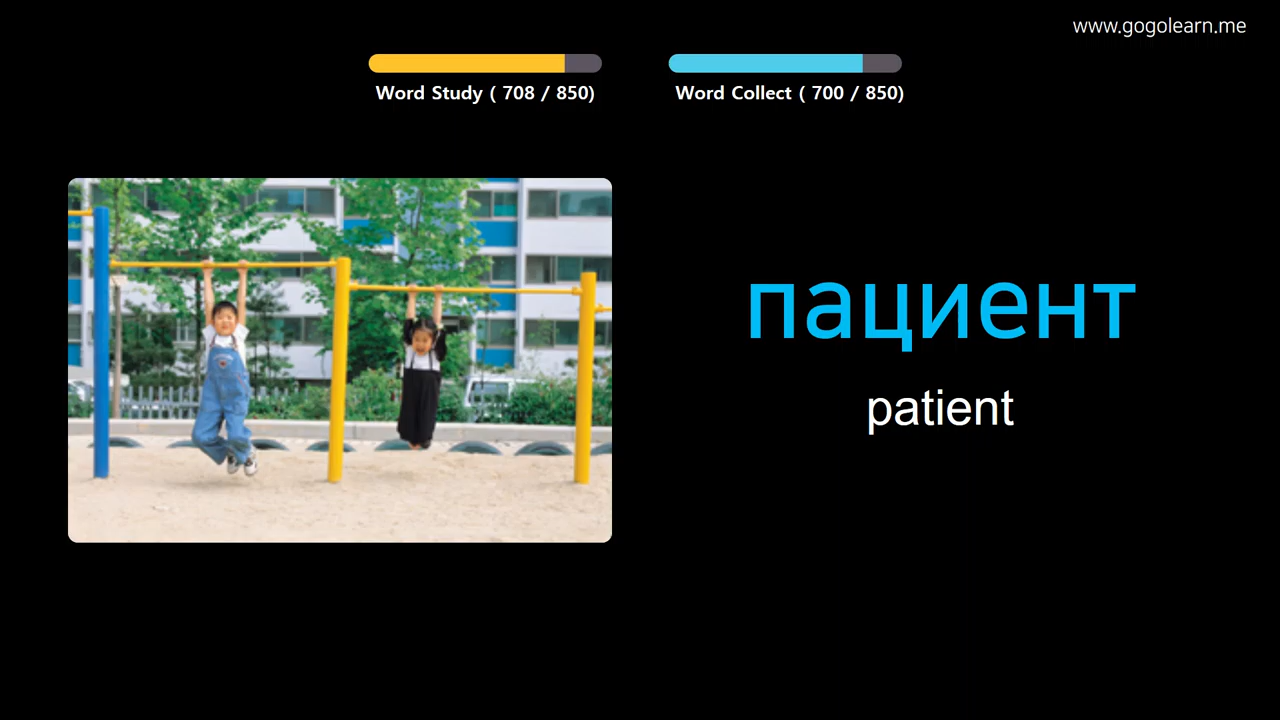 www.gogolearn.me
Word Study ( 708 / 850)
Word Collect ( 700 / 850)
пациент
patient